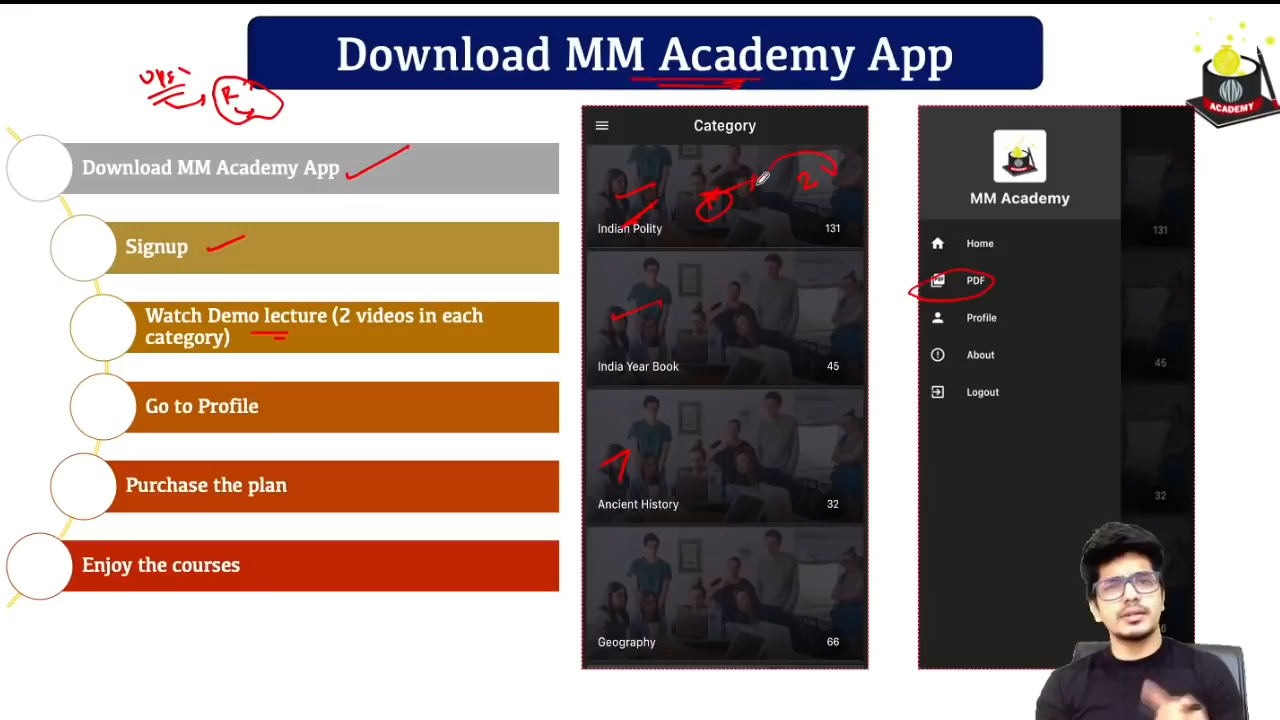 Download MM Academy App
ACADEMY
Download MM Academy App
Signup
Watch Demo lecture (2 videos in each
category)
Go to Profile
Purchase the plan
Enjoy the courses
Category
2 V
Indian Polity 131
India Year Book 45
Ancient History 32
Geography 66
MM Academy
Home
PDF
Profile
About
Logout
131
45
32